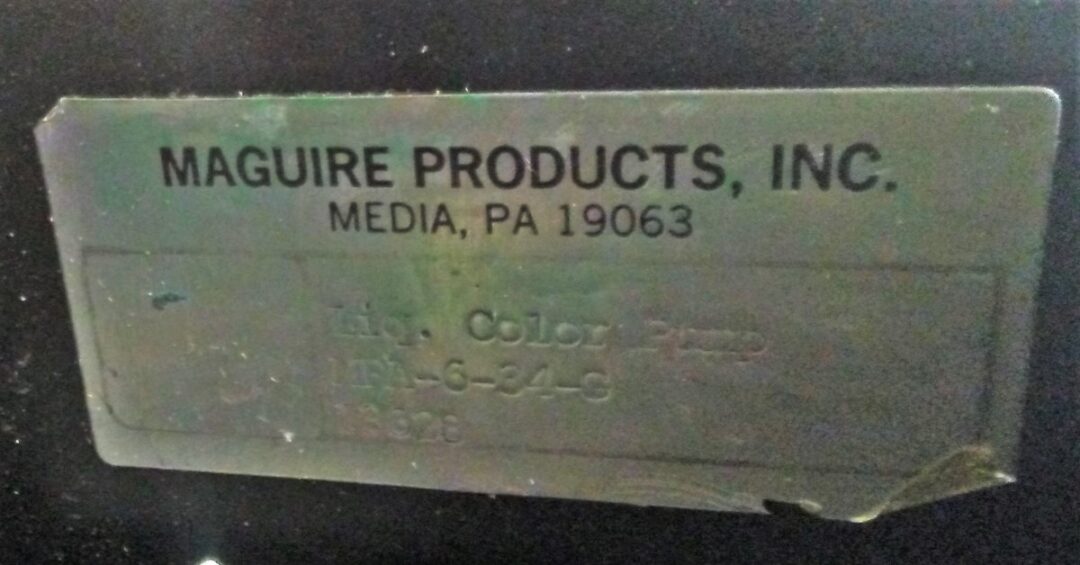 MAGUIRE PRODUCTS, INC.
MEDIA, PA 19063
Liq. Color Pump